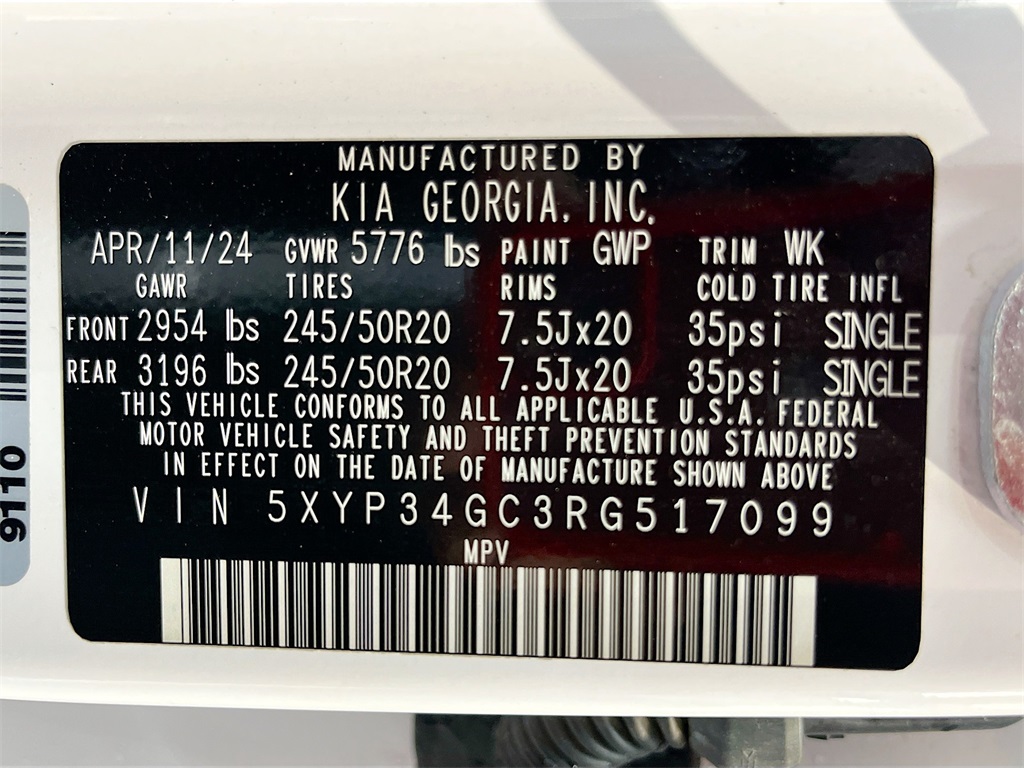 MANUFACTURED BY
KIA GEORGIA, INC.
APR/11/24 GVWR 5776 lbs PAINT GWP TRIM WK
GAWR TIRES RIMS COLD TIRE INFL
FRONT 2954 lbs 245/50R20 7.5Jx20 35psi SINGLE
REAR 3196 lbs 245/50R20 7.5Jx20 35psi SINGLE
THIS VEHICLE CONFORMS TO ALL APPLICABLE U.S.A. FEDERAL
MOTOR VEHICLE SAFETY AND THEFT PREVENTION STANDARDS
IN EFFECT ON THE DATE OF MANUFACTURE SHOWN ABOVE
VIN 5XYP34GC3RG517099
MPV
9110